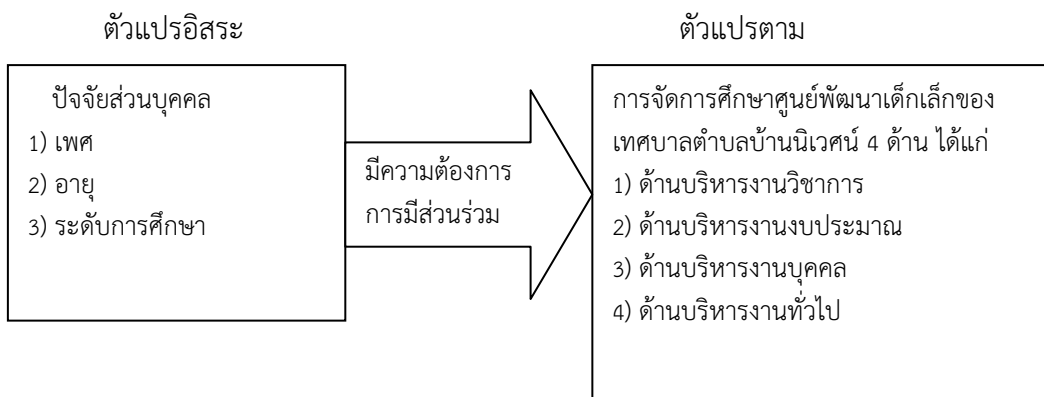 ตัวแปรอิสระ
ตัวแปรตาม
ปัจจัยส่วนบุคคล
1) เพศ
2) อายุ
3) ระดับการศึกษา
มีความต้องการ
การมีส่วนร่วม
การจัดการศึกษาศูนย์พัฒนาเด็กเล็กของ
เทศบาลตำบลบ้านนิเวศน์ 4 ด้าน ได้แก่
1) ด้านบริหารงานวิชาการ
2) ด้านบริหารงานงบประมาณ
3) ด้านบริหารงานบุคคล
4) ด้านบริหารงานทั่วไป